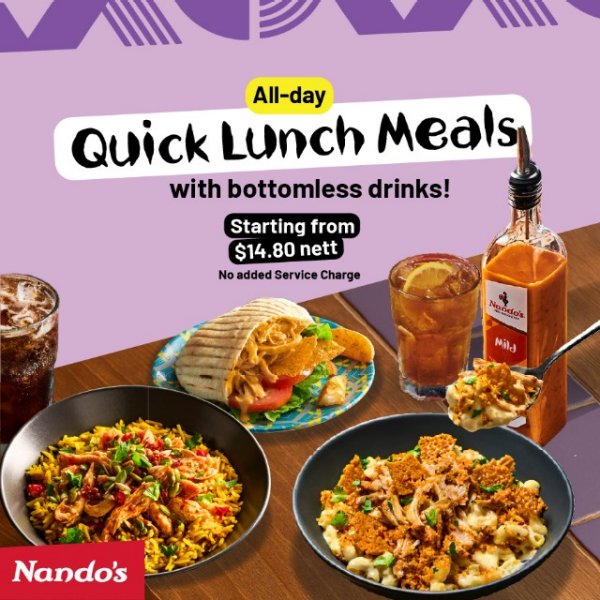 All-day
Quick Lunch Meals
with bottomless drinks!
Starting from
$14.80 nett
No added Service Charge
Nando's
Mild
Nando's